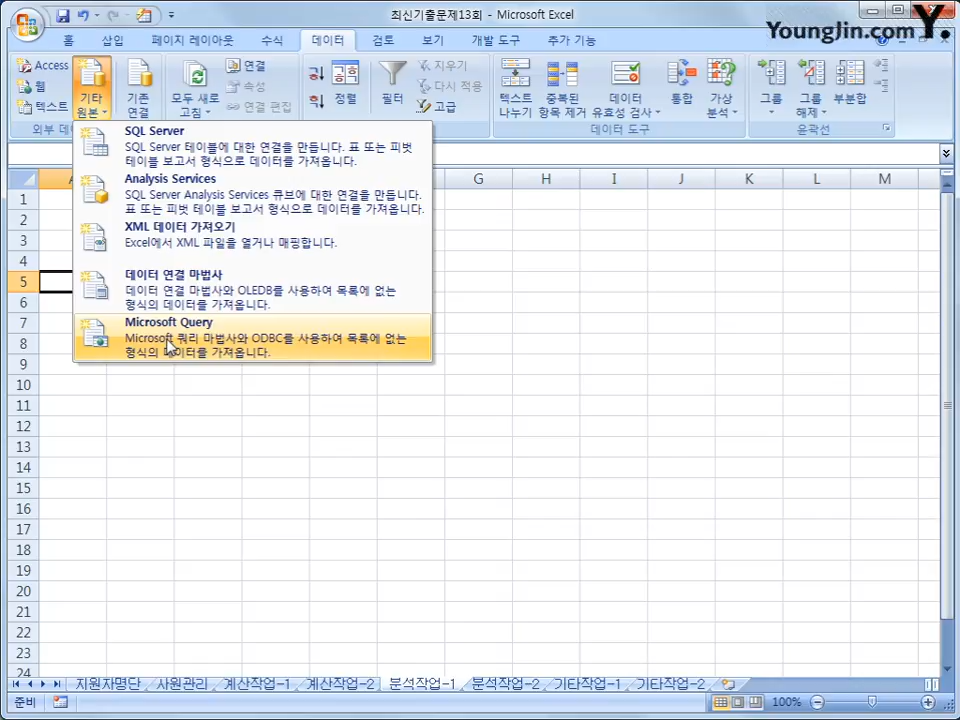 최신기출문제13회 - Microsoft Excel
YoungJin.com Y.
홈 삽입 페이지 레이아웃 수식 데이터 검토 보기 개발 도구 추가 기능
Access
웹
텍스트
기타
원본
기존
연결
모두 새로
고침
연결
속성
연결 편집
정렬
필터
지우기
다시 적용
고급
텍스트
나누기
중복된
항목 제거
데이터
유효성 검사
통합
가상
분석
그룹
그룹
해제
부분합
외부 데
데이터 도구
윤곽선
SQL Server
SQL Server 테이블에 대한 연결을 만듭니다. 표 또는 피벗
테이블 보고서 형식으로 데이터를 가져옵니다.
Analysis Services
SQL Server Analysis Services 큐브에 대한 연결을 만듭니다.
표 또는 피벗 테이블 보고서 형식으로 데이터를 가져옵니다.
XML 데이터 가져오기
Excel에서 XML 파일을 열거나 매핑합니다.
데이터 연결 마법사
데이터 연결 마법사와 OLEDB를 사용하여 목록에 없는
형식의 데이터를 가져옵니다.
Microsoft Query
Microsoft 쿼리 마법사와 ODBC를 사용하여 목록에 없는
형식의 데이터를 가져옵니다.
G H I J K L M
1
2
3
4
5
6
7
8
9
10
11
12
13
14
15
16
17
18
19
20
21
22
23
24
지원자명단 사원관리 계산작업-1 계산작업-2 분석작업-1 분석작업-2 기타작업-1 기타작업-2
준비 100%